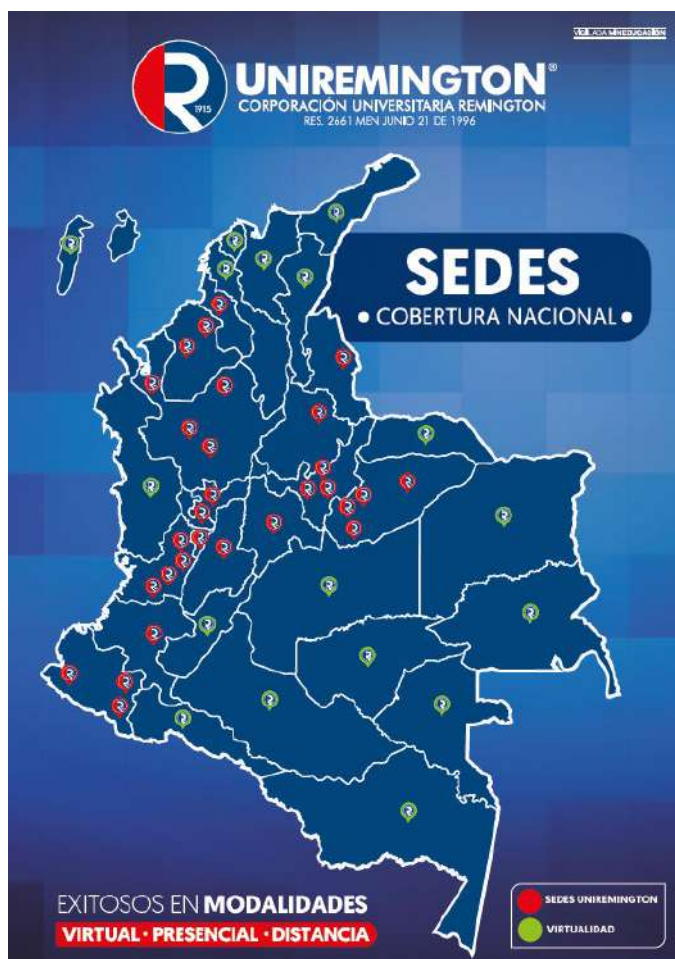 VIGILADA MINEDUCACIÓN
R
1915
UNIREMINGTON®
CORPORACIÓN UNIVERSITARIA REMINGTON
RES. 2661 MEN JUNIO 21 DE 1996
SEDES
• COBERTURA NACIONAL •
EXITOSOS EN MODALIDADES
VIRTUAL · PRESENCIAL · DISTANCIA
SEDES UNIREMINGTON
VIRTUALIDAD